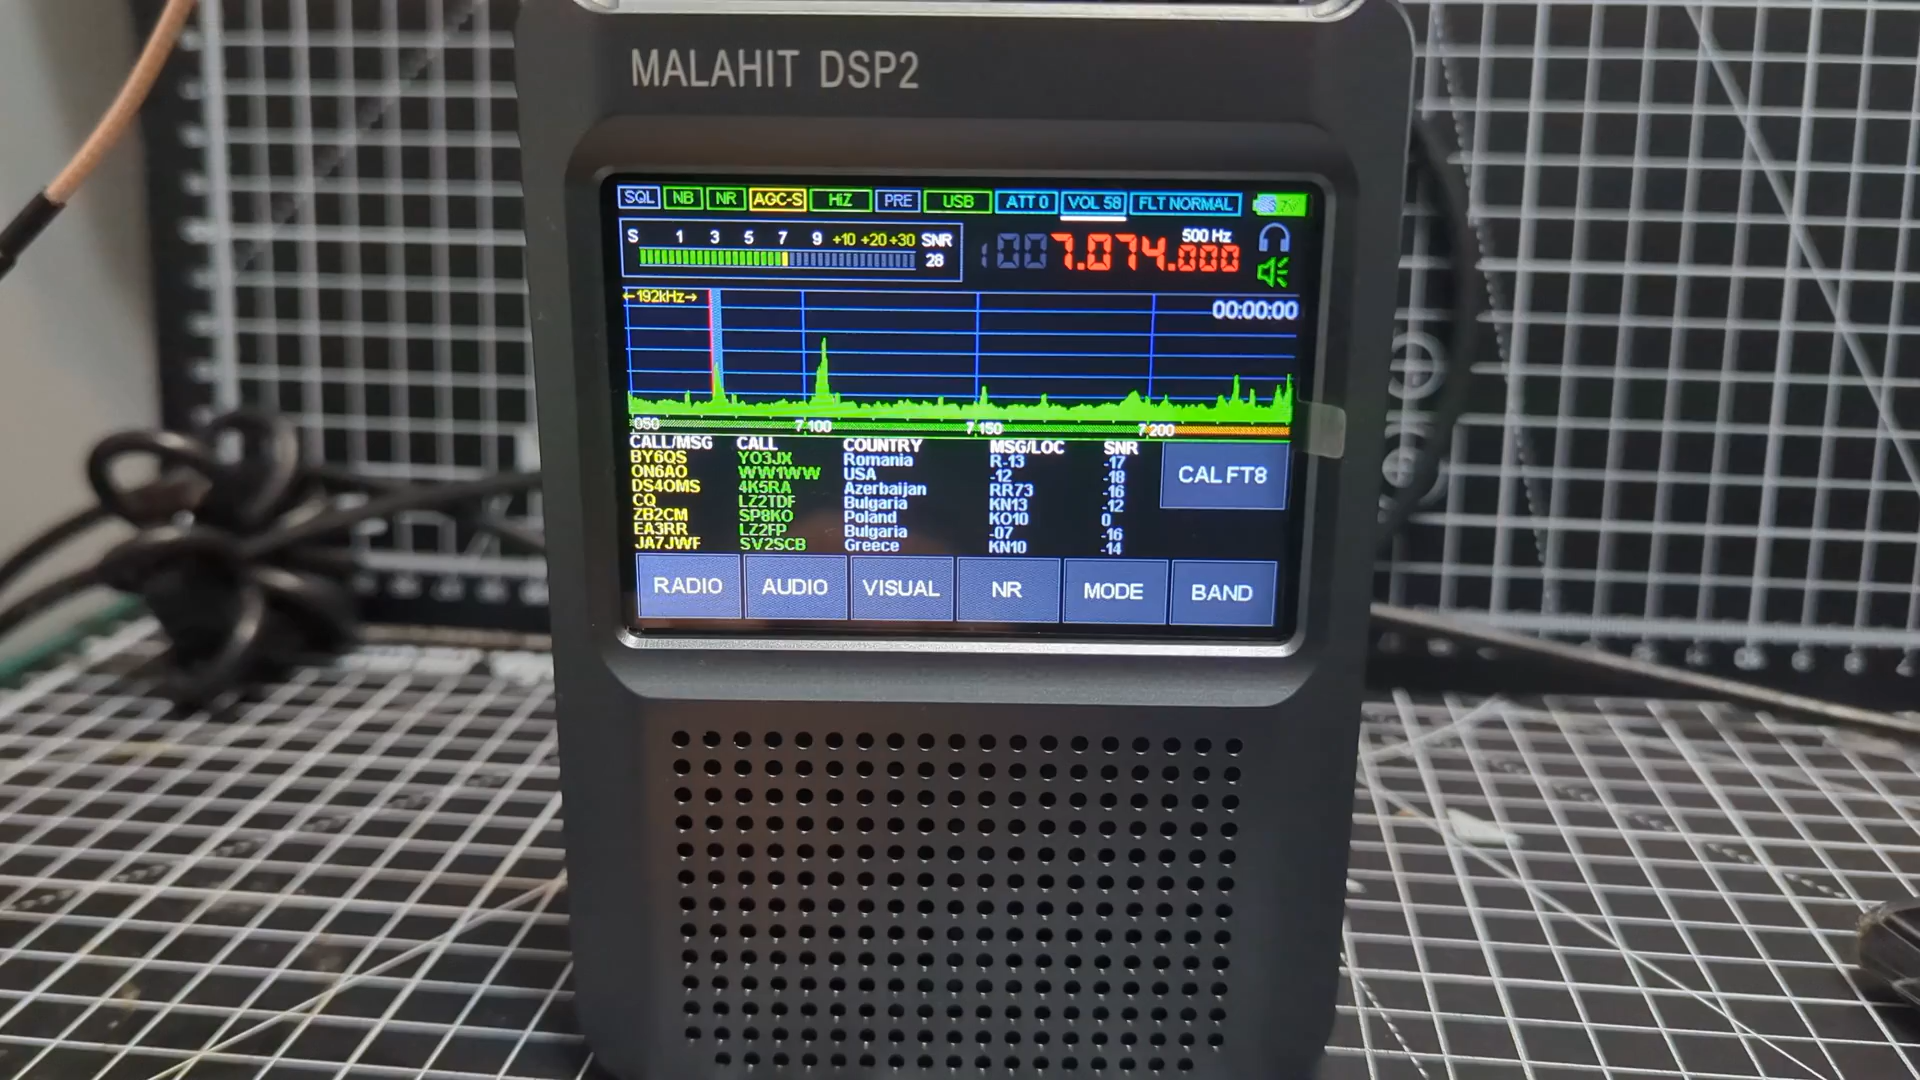 MALAHIT DSP2
SQL NB NR AGC-S HiZ PRE USB ATT 0 VOL 58 FLT NORMAL
S 1 3 5 7 9 +10 +20 +30 SNR
28
7.074.000
500 Hz
←192kHz→
00:00:00
050 7 100 7 150 7 200
CALL/MSG CALL COUNTRY MSG/LOC SNR
BY6QS YO3JX Romania R-13 -17
ON6AO WW1WW USA -12 -18
DS4OMS 4K5RA Azerbaijan RR73 -16
CQ LZ2TDF Bulgaria KN13 -12
ZB2CM SP8KO Poland KO10 0
EA3RR LZ2FP Bulgaria -07 -16
JA7JWF SV2SCB Greece KN10 -14
CAL FT8
RADIO AUDIO VISUAL NR MODE BAND